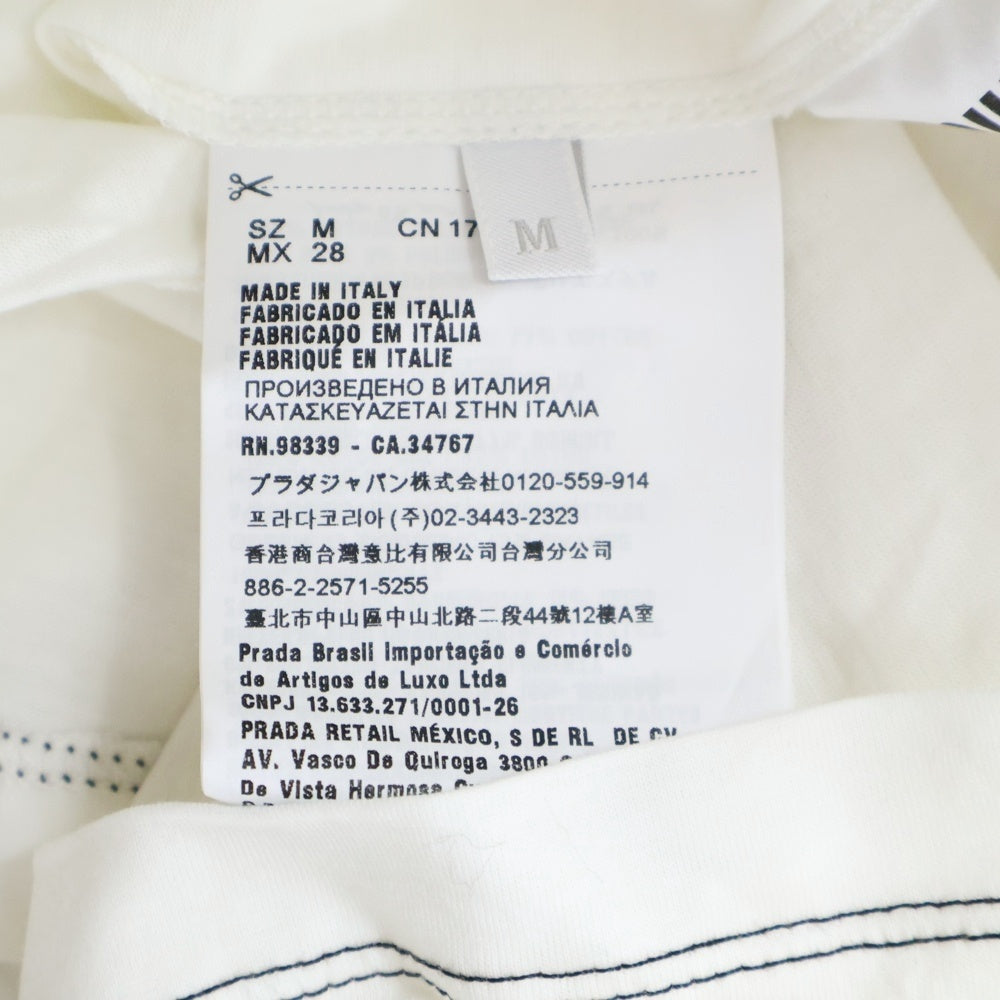 SZ M CN 17
M
MX 28
MADE IN ITALY
FABRICADO EN ITALIA
FABRICADO EM ITÁLIA
FABRIQUÉ EN ITALIE
ПРОИЗВЕДЕНО В ИТАЛИЯ
ΚΑΤΑΣΚΕΥΑΖΕΤΑΙ ΣΤΗΝ ΙΤΑΛΙΑ
RN.98339 - CA.34767
プラダジャパン株式会社0120-559-914
프라다코리아(주)02-3443-2323
香港商台灣意比有限公司台灣分公司
886-2-2571-5255
臺北市中山區中山北路二段44號12樓A室
Prada Brasil Importação e Comércio
de Artigos de Luxo Ltda
CNPJ 13.633.271/0001-26
PRADA RETAIL MÉXICO, S DE RL DE CV
AV. Vasco De Quiroga 3800
De Vista Hermosa